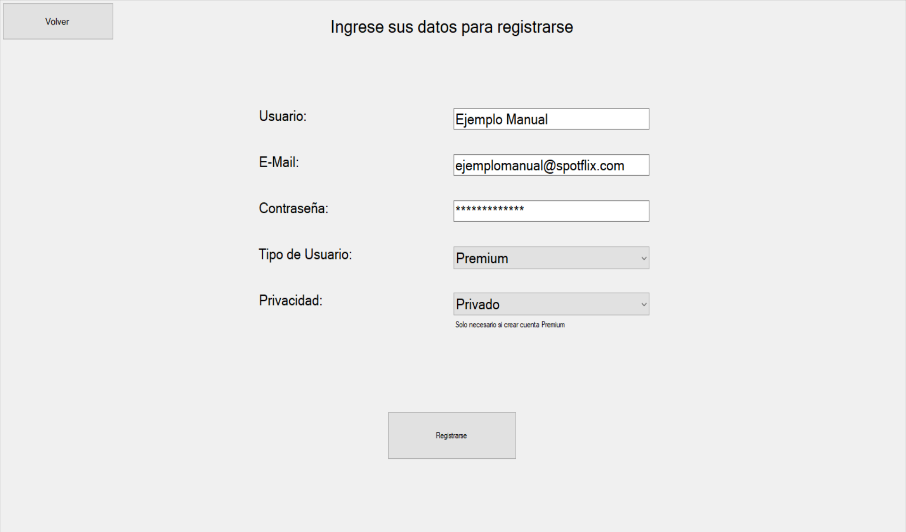 Volver
Ingrese sus datos para registrarse
Usuario: Ejemplo Manual
E-Mail: ejemplomanual@spotflix.com
Contraseña: *************
Tipo de Usuario: Premium
Privacidad: Privado
Solo necesario si crear cuenta Premium
Registrarse